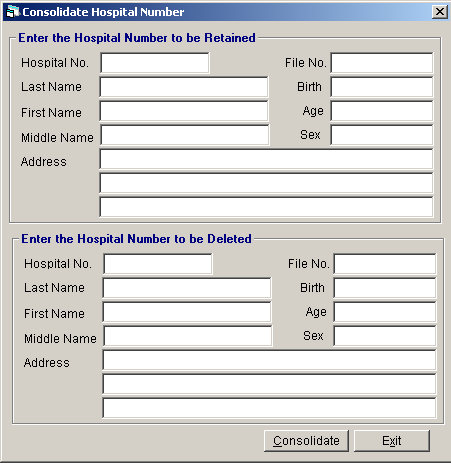 Consolidate Hospital Number
Enter the Hospital Number to be Retained
Hospital No. File No.
Last Name Birth
First Name Age
Middle Name Sex
Address
Enter the Hospital Number to be Deleted
Hospital No. File No.
Last Name Birth
First Name Age
Middle Name Sex
Address
Consolidate Exit